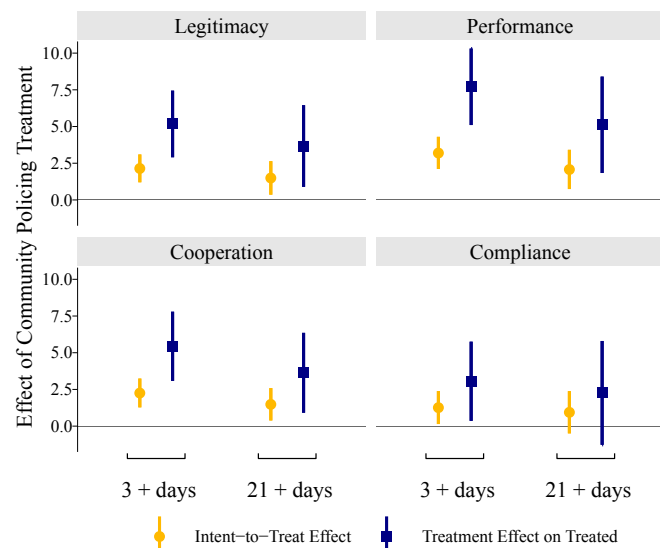 Legitimacy
Performance
10.0
7.5
5.0
2.5
0.0
Effect of Community Policing Treatment
Cooperation
Compliance
10.0
7.5
5.0
2.5
0.0
3 + days
21 + days
3 + days
21 + days
Intent−to−Treat Effect
Treatment Effect on Treated